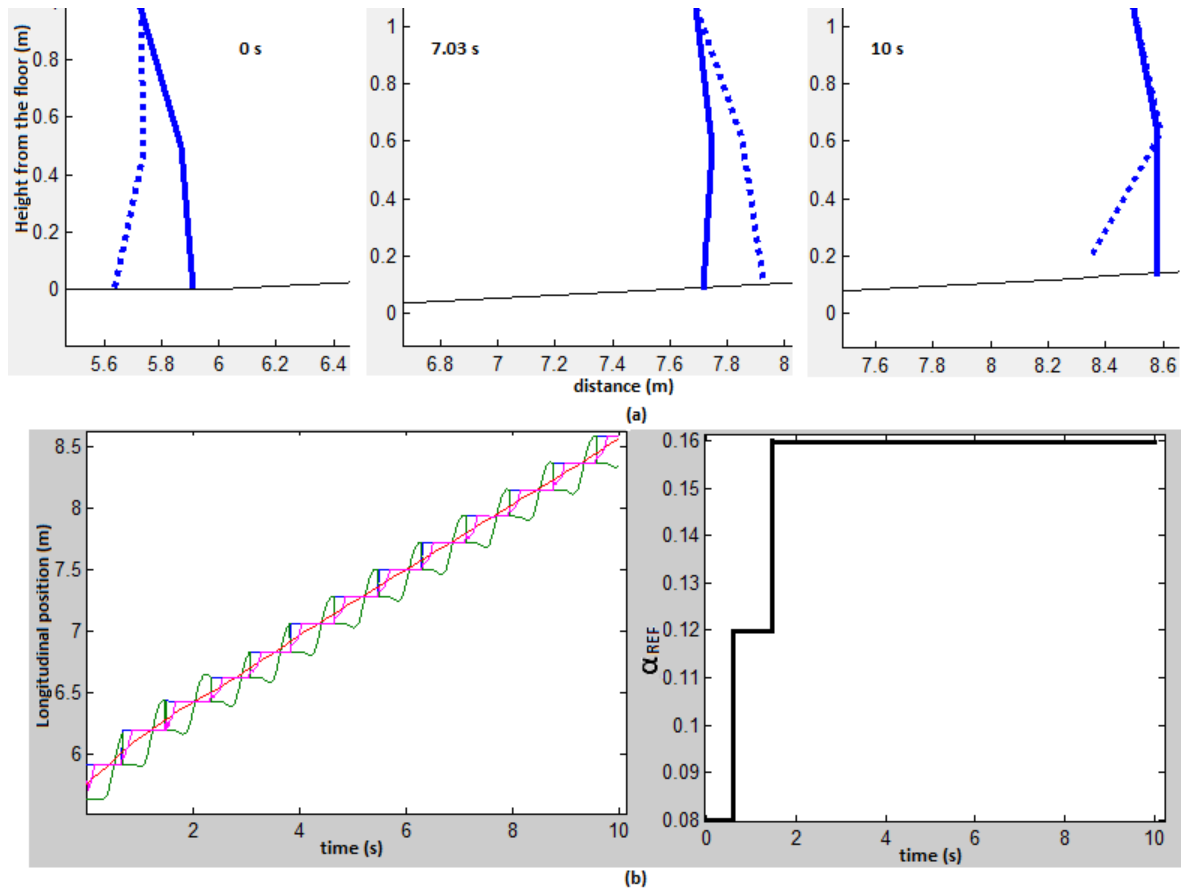 Height from the floor (m)
0.8
0.6
0.4
0.2
0
0 s
5.6 5.8 6 6.2 6.4
1
0.8
0.6
0.4
0.2
0
7.03 s
6.8 7 7.2 7.4 7.6 7.8 8
1
0.8
0.6
0.4
0.2
0
10 s
7.6 7.8 8 8.2 8.4 8.6
distance (m)
(a)
Longitudinal position (m)
8.5
8
7.5
7
6.5
6
2 4 6 8 10
time (s)
α REF
0.16
0.15
0.14
0.13
0.12
0.11
0.1
0.09
0.08
0 2 4 6 8 10
time (s)
(b)